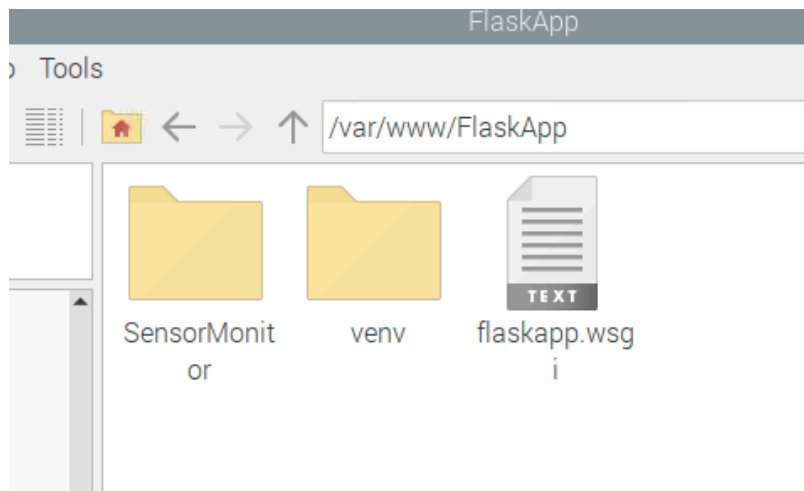 FlaskApp
Tools
/var/www/FlaskApp
TEXT
SensorMonit
or
venv
flaskapp.wsg
i